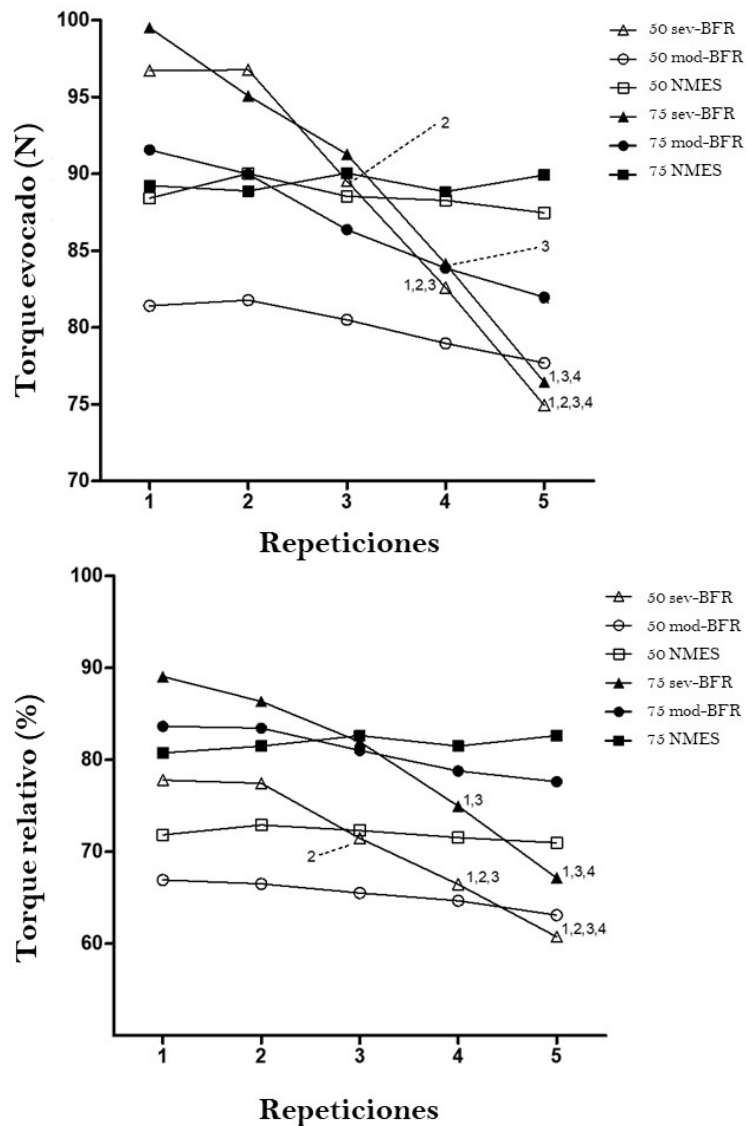 Torque evocado (N)
100
95
90
85
80
75
70
2
3
1,2,3
1,3,4
1,2,3,4
1
2
3
4
5
Repeticiones
50 sev-BFR
50 mod-BFR
50 NMES
75 sev-BFR
75 mod-BFR
75 NMES
Torque relativo (%)
100
90
80
70
60
2
1,3
1,2,3
1,3,4
1,2,3,4
1
2
3
4
5
Repeticiones
50 sev-BFR
50 mod-BFR
50 NMES
75 sev-BFR
75 mod-BFR
75 NMES